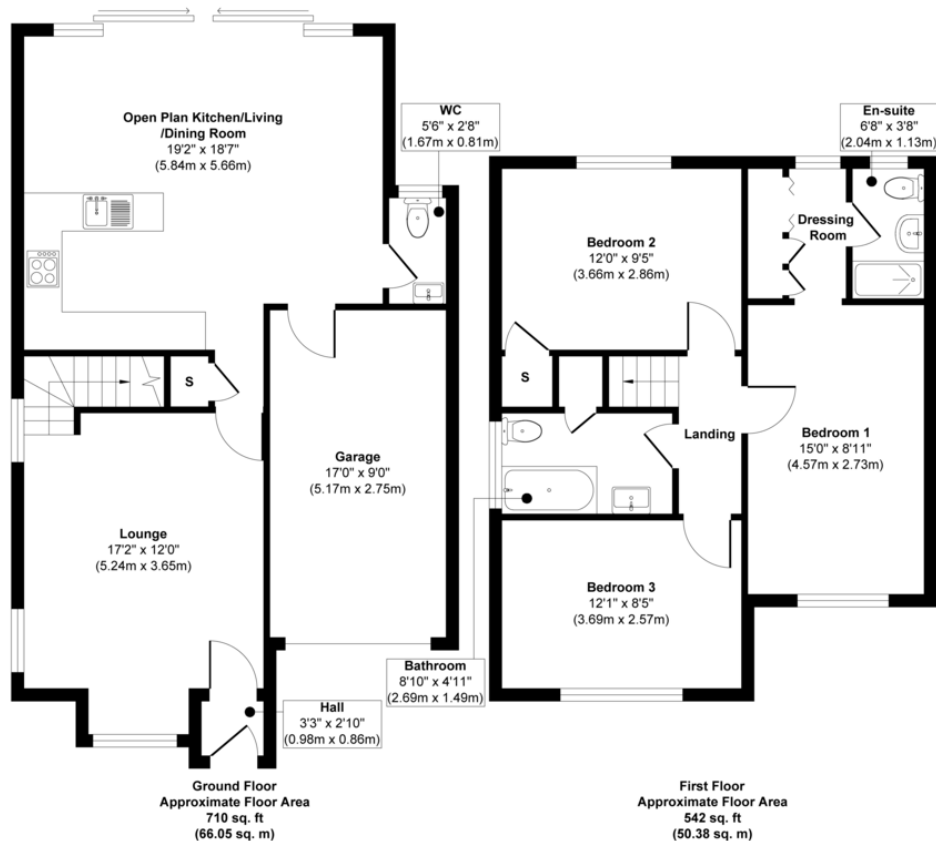 Open Plan Kitchen/Living
/Dining Room
19'2" x 18'7"
(5.84m x 5.66m)
WC
5'6" x 2'8"
(1.67m x 0.81m)
S
Garage
17'0" x 9'0"
(5.17m x 2.75m)
Lounge
17'2" x 12'0"
(5.24m x 3.65m)
Hall
3'3" x 2'10"
(0.98m x 0.86m)
Ground Floor
Approximate Floor Area
710 sq. ft
(66.05 sq. m)
En-suite
6'8" x 3'8"
(2.04m x 1.13m)
Dressing
Room
Bedroom 2
12'0" x 9'5"
(3.66m x 2.86m)
S
Landing
Bedroom 1
15'0" x 8'11"
(4.57m x 2.73m)
Bedroom 3
12'1" x 8'5"
(3.69m x 2.57m)
Bathroom
8'10" x 4'11"
(2.69m x 1.49m)
First Floor
Approximate Floor Area
542 sq. ft
(50.38 sq. m)